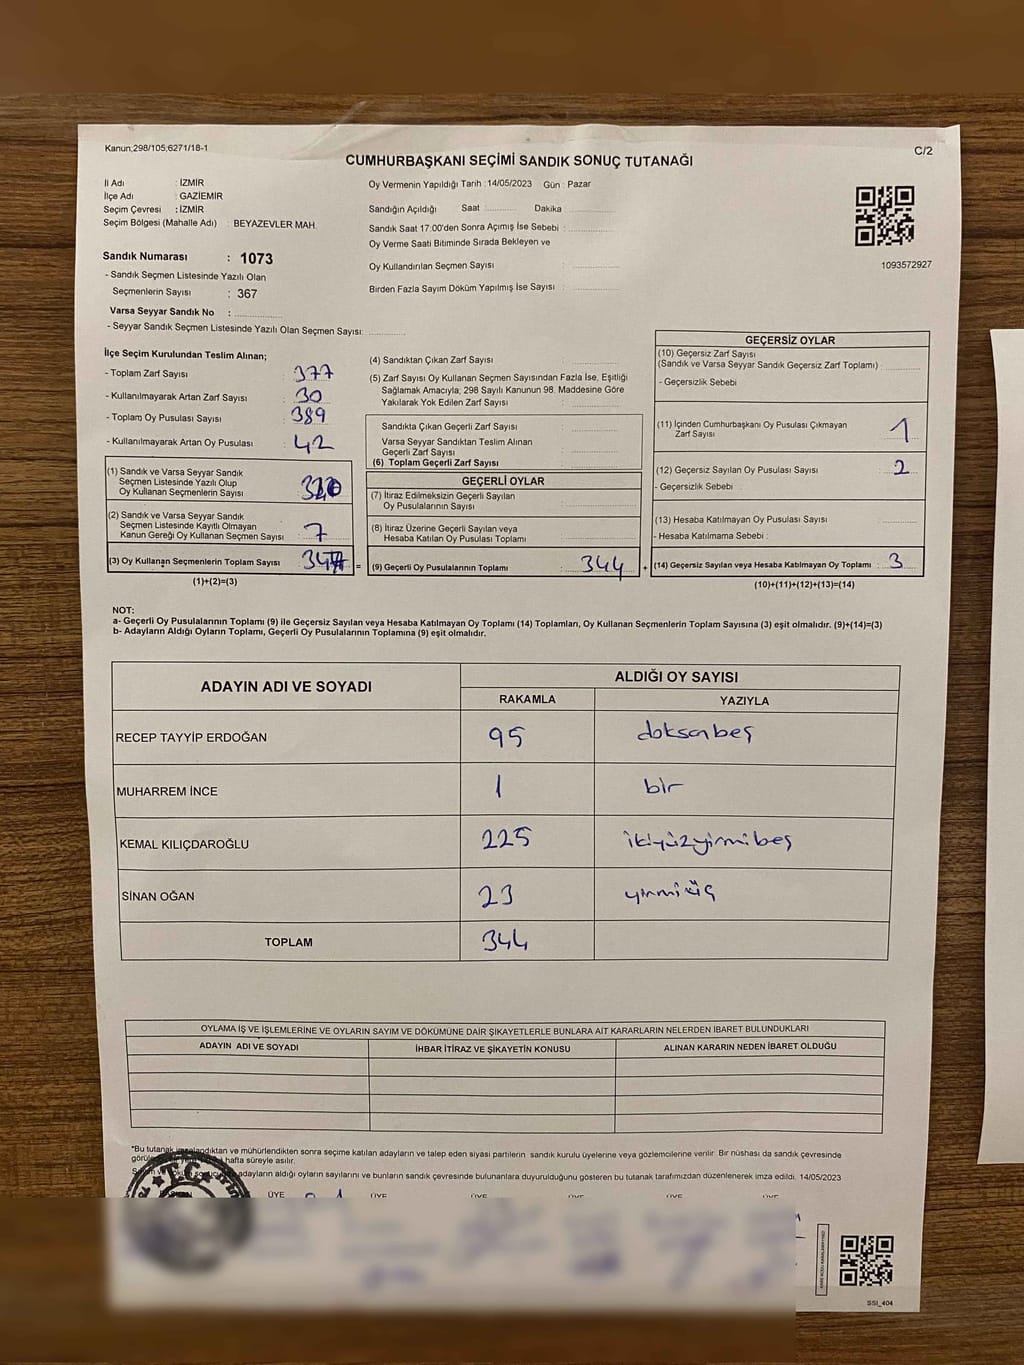 Kanun,298/105,6271/18-1
C/2
CUMHURBAŞKANI SEÇİMİ SANDIK SONUÇ TUTANAĞI
İl Adı : İZMİR
İlçe Adı : GAZİEMİR
Seçim Çevresi : İZMİR
Seçim Bölgesi (Mahalle Adı) : BEYAZEVLER MAH.
Oy Vermenin Yapıldığı Tarih : 14/05/2023 Gün : Pazar
Sandığın Açıldığı Saat Dakika
Sandık Saat 17:00'den Sonra Açımış İse Sebebi :
Oy Verme Saati Bitiminde Sırada Bekleyen ve
Oy Kullandırılan Seçmen Sayısı :
Birden Fazla Sayım Döküm Yapılmış İse Sayısı :
1093572927
Sandık Numarası : 1073
- Sandık Seçmen Listesinde Yazılı Olan
Seçmenlerin Sayısı : 367
Varsa Seyyar Sandık No :
- Seyyar Sandık Seçmen Listesinde Yazılı Olan Seçmen Sayısı:
İlçe Seçim Kurulundan Teslim Alınan;
- Toplam Zarf Sayısı : 377
- Kullanılmayarak Artan Zarf Sayısı : 30
- Toplam Oy Pusulası Sayısı : 389
- Kullanılmayarak Artan Oy Pusulası : 42
(1) Sandık ve Varsa Seyyar Sandık
Seçmen Listesinde Yazılı Olup
Oy Kullanan Seçmenlerin Sayısı :
(2) Sandık ve Varsa Seyyar Sandık
Seçmen Listesinde Kayıtlı Olmayan
Kanun Gereği Oy Kullanan Seçmen Sayısı : 7
(3) Oy Kullanan Seçmenlerin Toplam Sayısı : 347 =
(1)+(2)=(3)
(4) Sandıktan Çıkan Zarf Sayısı :
(5) Zarf Sayısı Oy Kullanan Seçmen Sayısından Fazla İse, Eşitliği
Sağlamak Amacıyla; 298 Sayılı Kanunun 98. Maddesine Göre
Yakılarak Yok Edilen Zarf Sayısı :
Sandıkta Çıkan Geçerli Zarf Sayısı :
Varsa Seyyar Sandıktan Teslim Alınan
Geçerli Zarf Sayısı :
(6) Toplam Geçerli Zarf Sayısı :
GEÇERLİ OYLAR
(7) İtiraz Edilmeksizin Geçerli Sayılan
Oy Pusulalarının Sayısı :
(8) İtiraz Üzerine Geçerli Sayılan veya
Hesaba Katılan Oy Pusulası Toplamı :
(9) Geçerli Oy Pusulalarının Toplamı : 344 +
GEÇERSİZ OYLAR
(10) Geçersiz Zarf Sayısı
(Sandık ve Varsa Seyyar Sandık Geçersiz Zarf Toplamı) :
- Geçersizlik Sebebi
(11) İçinden Cumhurbaşkanı Oy Pusulası Çıkmayan
Zarf Sayısı : 1
(12) Geçersiz Sayılan Oy Pusulası Sayısı : 2
- Geçersizlik Sebebi
(13) Hesaba Katılmayan Oy Pusulası Sayısı :
- Hesaba Katılmama Sebebi :
(14) Geçersiz Sayılan veya Hesaba Katılmayan Oy Toplamı : 3
(10)+(11)+(12)+(13)=(14)
NOT:
a- Geçerli Oy Pusulalarının Toplamı (9) ile Geçersiz Sayılan veya Hesaba Katılmayan Oy Toplamı (14) Toplamları, Oy Kullanan Seçmenlerin Toplam Sayısına (3) eşit olmalıdır. (9)+(14)=(3)
b- Adayların Aldığı Oyların Toplamı, Geçerli Oy Pusulalarının Toplamına (9) eşit olmalıdır.
ADAYIN ADI VE SOYADI ALDIĞI OY SAYISI
RAKAMLA YAZIYLA
RECEP TAYYİP ERDOĞAN 95 doksanbeş
MUHARREM İNCE 1 bir
KEMAL KILIÇDAROĞLU 225 ikiyüzyirmibeş
SİNAN OĞAN 23 yirmiüç
TOPLAM 344
OYLAMA İŞ VE İŞLEMLERİNE VE OYLARIN SAYIM VE DÖKÜMÜNE DAİR ŞİKAYETLERLE BUNLARA AİT KARARLARIN NELERDEN İBARET BULUNDUKLARI
ADAYIN ADI VE SOYADI İHBAR İTİRAZ VE ŞİKAYETİN KONUSU ALINAN KARARIN NEDEN İBARET OLDUĞU
*Bu tutanak imzalandıktan ve mühürlendikten sonra seçime katılan adayların ve talep eden siyasi partilerin sandık kurulu üyelerine veya gözlemcilerine verilir. Bir nüshası da sandık çevresinde
hafta süreyle asılır.
adayların aldığı oyların sayılarını ve bunların sandık çevresinde bulunanlara duyurulduğunu gösteren bu tutanak tarafımızdan düzenlenerek imza edildi. 14/05/2023
T.C.
ÜYE ÜYE ÜYE ÜYE ÜYE ÜYE
SSI_404